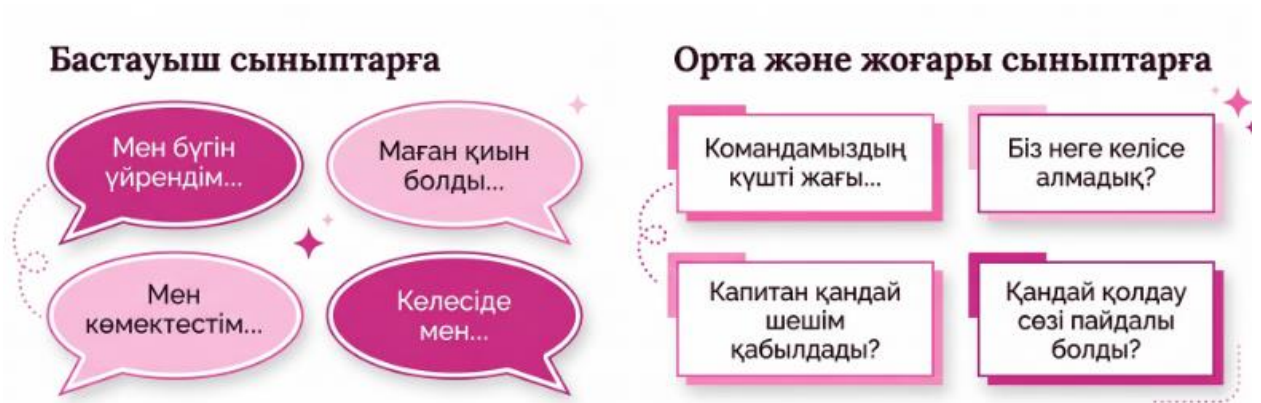 Бастауыш сыныптарға
Мен бүгін
үйрендім...
Маған қиын
болды...
Мен
көмектестім...
Келесіде
мен...
Орта және жоғары сыныптарға
Командамыздың
күшті жағы...
Біз неге келісе
алмадық?
Капитан қандай
шешім
қабылдады?
Қандай қолдау
сөзі пайдалы
болды?